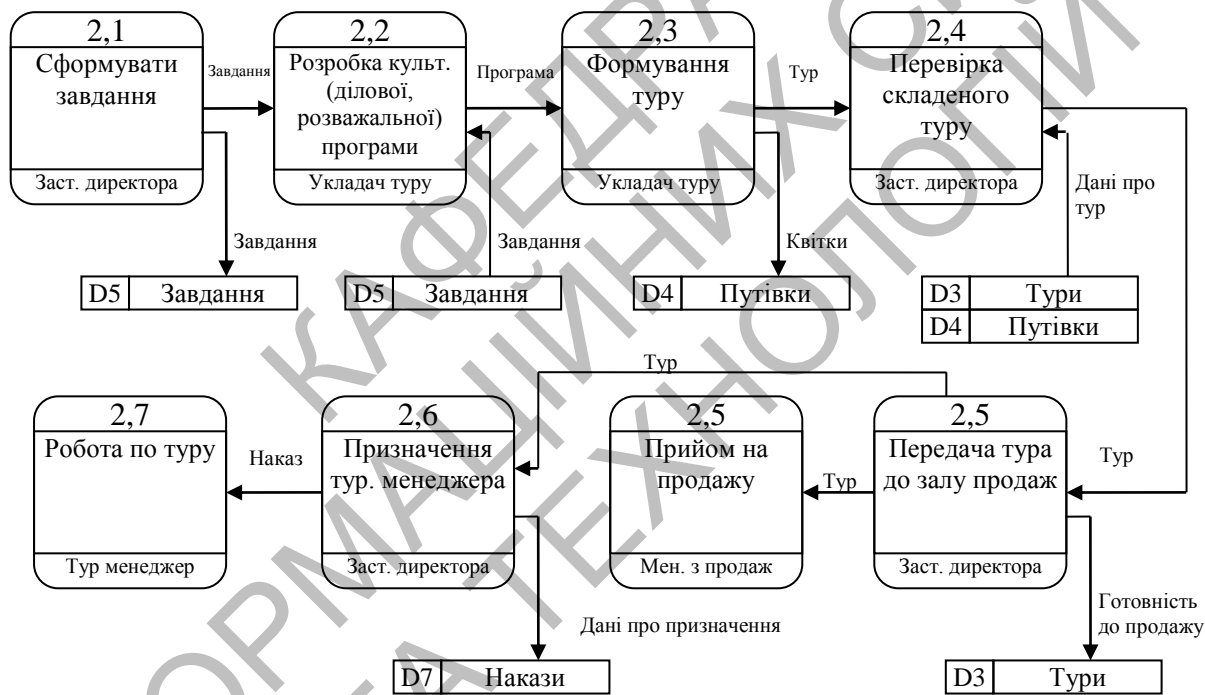 2,1
Сформувати
завдання
Заст. директора
Завдання
2,2
Розробка культ.
(ділової,
розважальної)
програми
Укладач туру
Програма
2,3
Формування
туру
Укладач туру
Тур
2,4
Перевірка
складеного
туру
Заст. директора
Завдання
Завдання
Квітки
Дані про
тур
D5 Завдання
D5 Завдання
D4 Путівки
D3 Тури
D4 Путівки
Тур
2,7
Робота по туру
Тур менеджер
Наказ
2,6
Призначення
тур. менеджера
Заст. директора
2,5
Прийом на
продажу
Мен. з продаж
Тур
2,5
Передача тура
до залу продаж
Заст. директора
Тур
Дані про призначення
Готовність
до продажу
D7 Накази
D3 Тури
КАФЕДРА
ТЕХНОЛОГІЙ